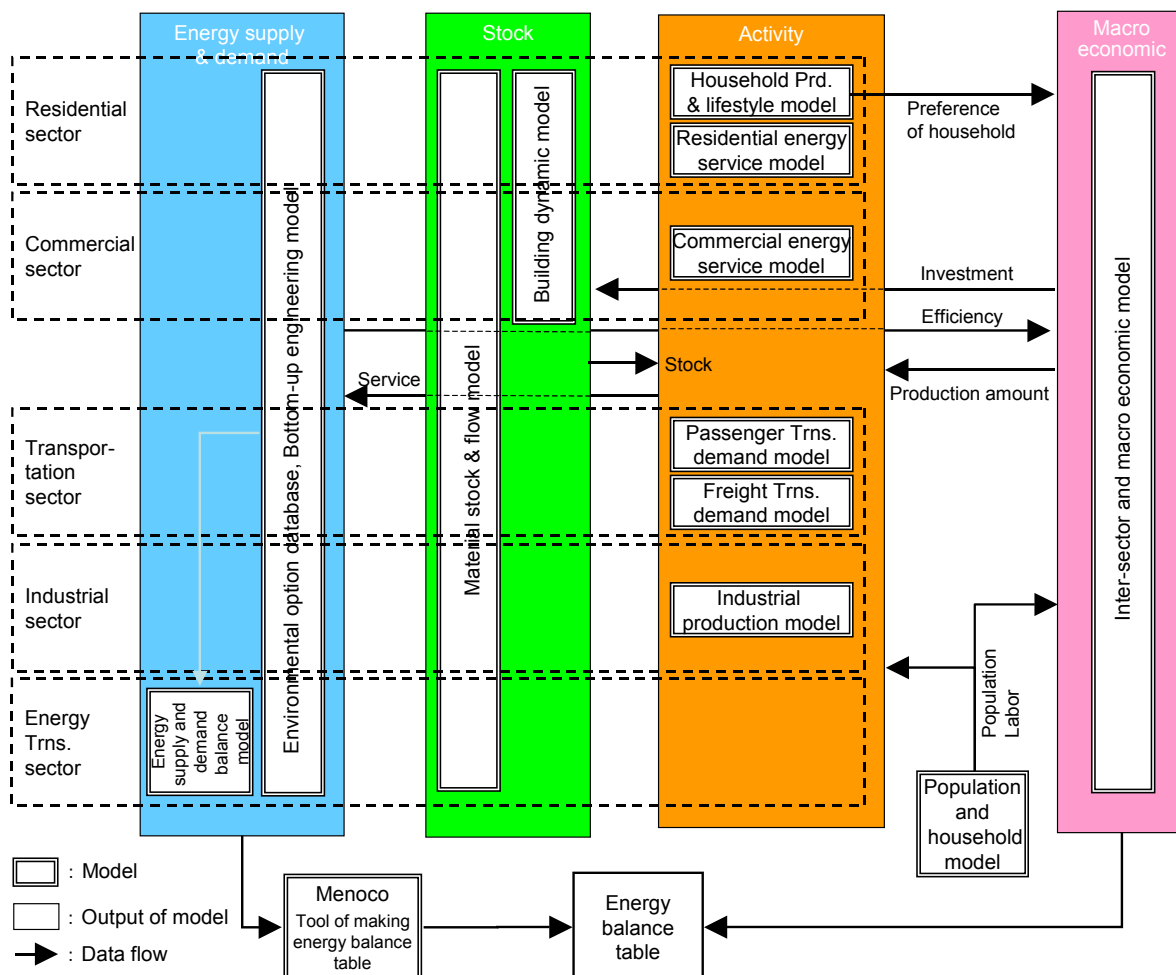 Energy supply
& demand
Stock
Activity
Macro
economic
Residential
sector
Commercial
sector
Transpor-
tation
sector
Industrial
sector
Energy
Trns.
sector
Environmental option database, Bottom-up engineering model
Energy
supply and
demand
balance
model
Material stock & flow model
Building dynamic model
Household Prd.
& lifestyle model
Residential energy
service model
Commercial energy
service model
Passenger Trns.
demand model
Freight Trns.
demand model
Industrial
production model
Preference
of household
Investment
Efficiency
Stock
Service
Production amount
Inter-sector and macro economic model
Population
Labor
Population
and
household
model
: Model
: Output of model
: Data flow
Menoco
Tool of making
energy balance
table
Energy
balance
table